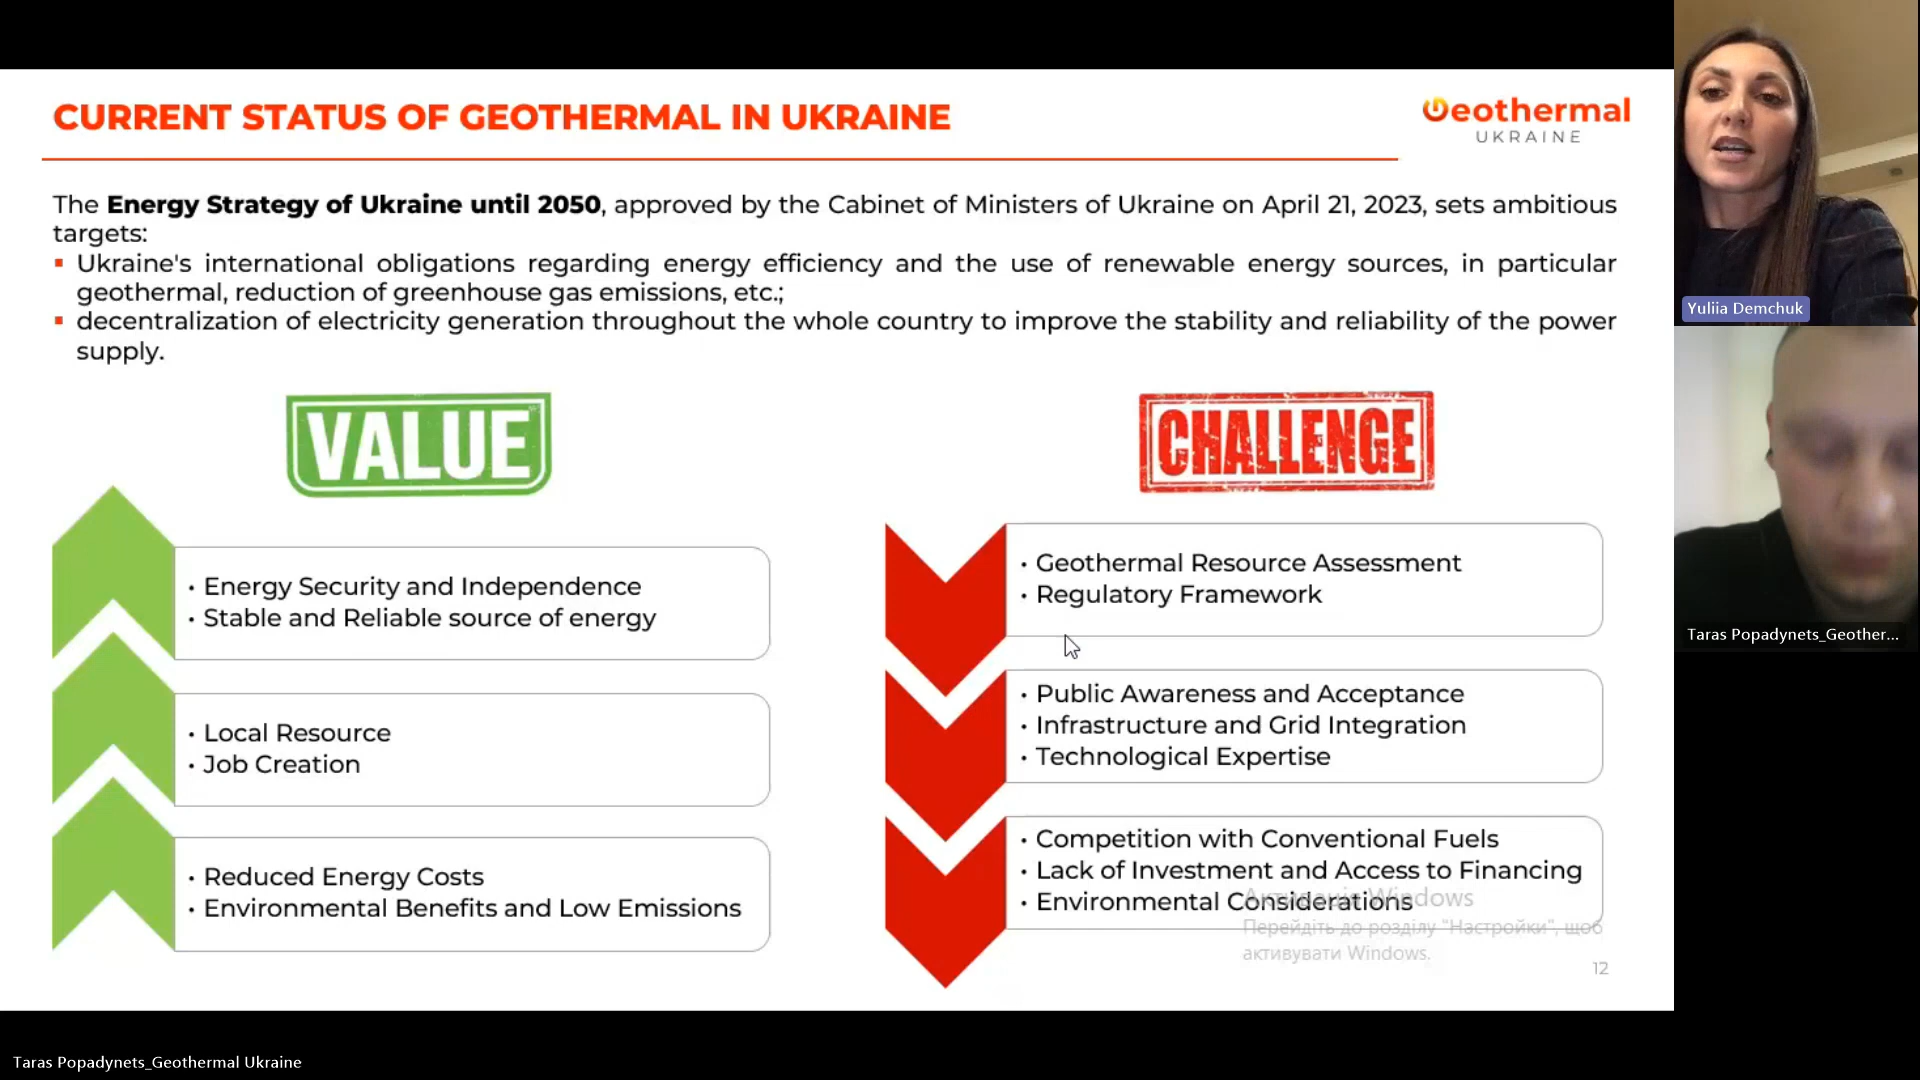 CURRENT STATUS OF GEOTHERMAL IN UKRAINE
Geothermal
UKRAINE
The Energy Strategy of Ukraine until 2050, approved by the Cabinet of Ministers of Ukraine on April 21, 2023, sets ambitious
targets:
▪ Ukraine's international obligations regarding energy efficiency and the use of renewable energy sources, in particular
geothermal, reduction of greenhouse gas emissions, etc.;
▪ decentralization of electricity generation throughout the whole country to improve the stability and reliability of the power
supply.
VALUE
• Energy Security and Independence
• Stable and Reliable source of energy
• Local Resource
• Job Creation
• Reduced Energy Costs
• Environmental Benefits and Low Emissions
CHALLENGE
• Geothermal Resource Assessment
• Regulatory Framework
• Public Awareness and Acceptance
• Infrastructure and Grid Integration
• Technological Expertise
• Competition with Conventional Fuels
• Lack of Investment and Access to Financing
• Environmental Considerations
Активація Windows
Перейдіть до розділу "Настройки", щоб
активувати Windows.
12
Yuliia Demchuk
Taras Popadynets_Geother...
Taras Popadynets_Geothermal Ukraine